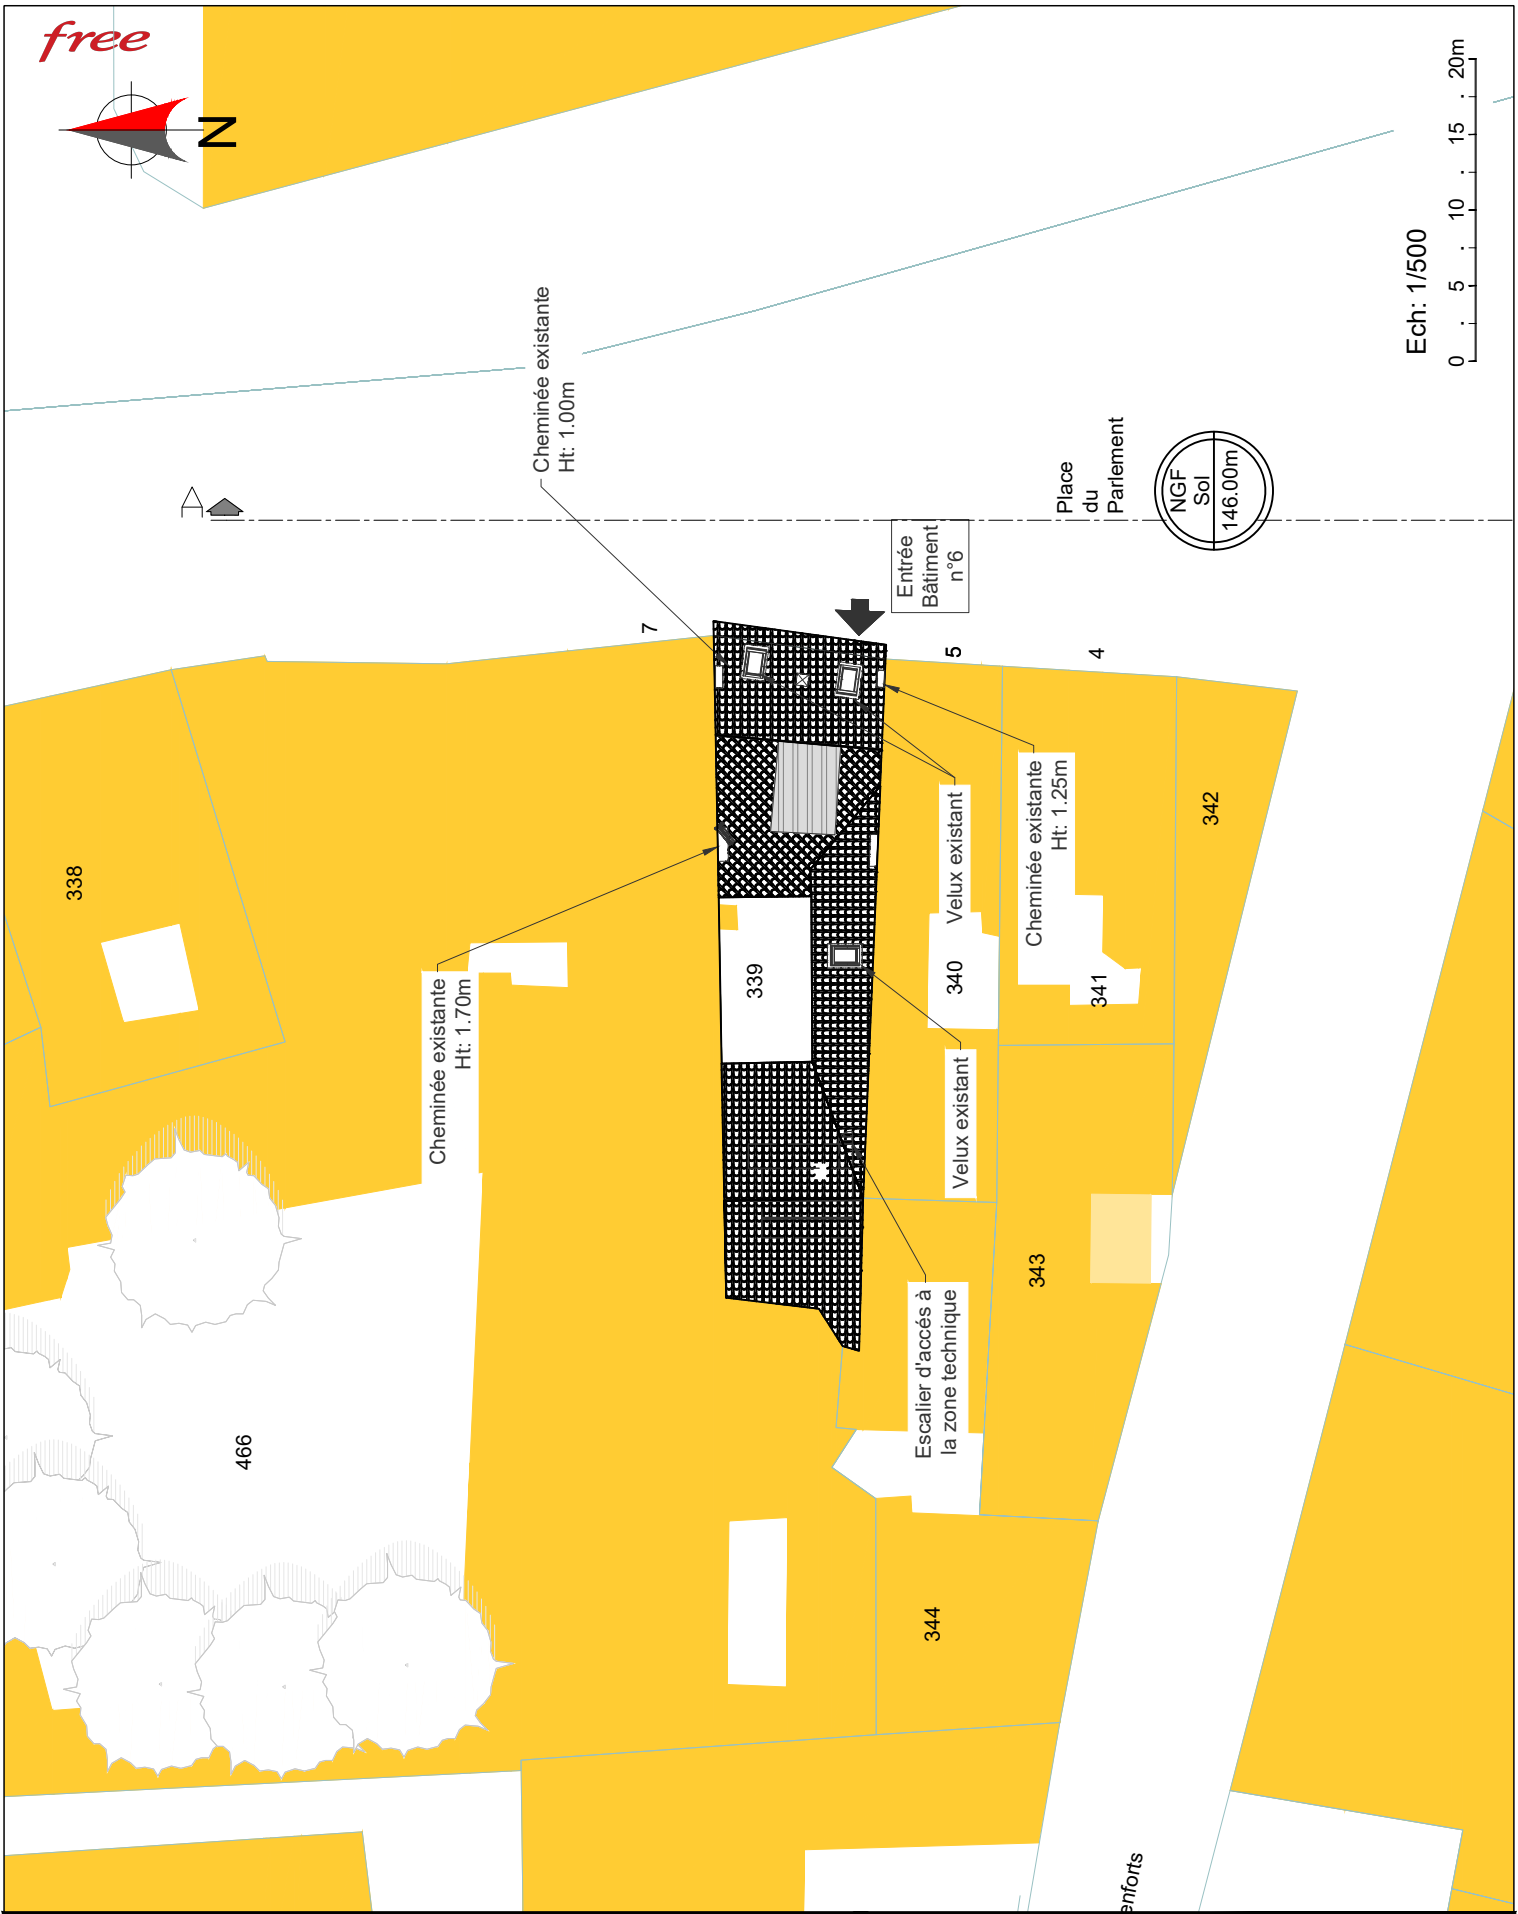 free
N
Cheminée existante
Ht: 1.00m
Ech: 1/500
0
5
10
15
20m
A
Place
du
Parlement
NGF
Sol
146.00m
Entrée
Bâtiment
n°6
7
5
4
338
Cheminée existante
Ht: 1.70m
339
340
Velux existant
Cheminée existante
Ht: 1.25m
341
342
Velux existant
343
Escalier d'accés à
la zone technique
466
344
enforts